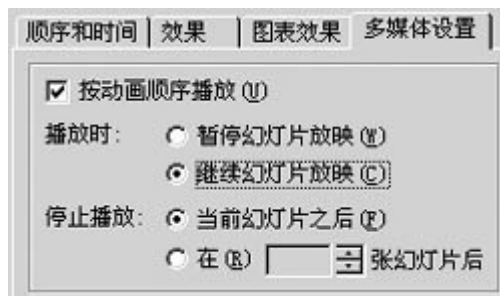 顺序和时间 效果 图表效果 多媒体设置
按动画顺序播放(U)
播放时: 暂停幻灯片放映(W)
继续幻灯片放映(C)
停止播放: 当前幻灯片之后(F)
在(R) 张幻灯片后